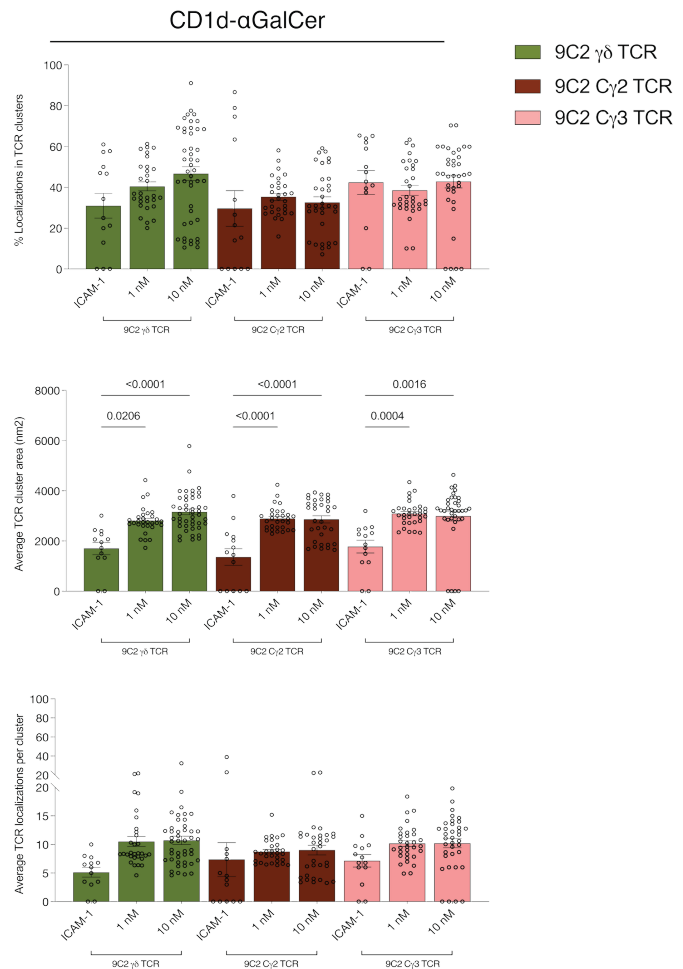 CD1d-αGalCer
9C2 γδ TCR
9C2 Cγ2 TCR
9C2 Cγ3 TCR
% Localizations in TCR clusters
100
80
60
40
20
0
ICAM-1
1 nM
10 nM
ICAM-1
1 nM
10 nM
ICAM-1
1 nM
10 nM
9C2 γδ TCR
9C2 Cγ2 TCR
9C2 Cγ3 TCR
Average TCR cluster area (nm2)
8000
6000
4000
2000
0
<0.0001
0.0206
<0.0001
<0.0001
0.0016
0.0004
ICAM-1
1 nM
10 nM
ICAM-1
1 nM
10 nM
ICAM-1
1 nM
10 nM
9C2 γδ TCR
9C2 Cγ2 TCR
9C2 Cγ3 TCR
Average TCR localizations per cluster
100
80
60
40
20
20
15
10
5
0
ICAM-1
1 nM
10 nM
ICAM-1
1 nM
10 nM
ICAM-1
1 nM
10 nM
9C2 γδ TCR
9C2 Cγ2 TCR
9C2 Cγ3 TCR